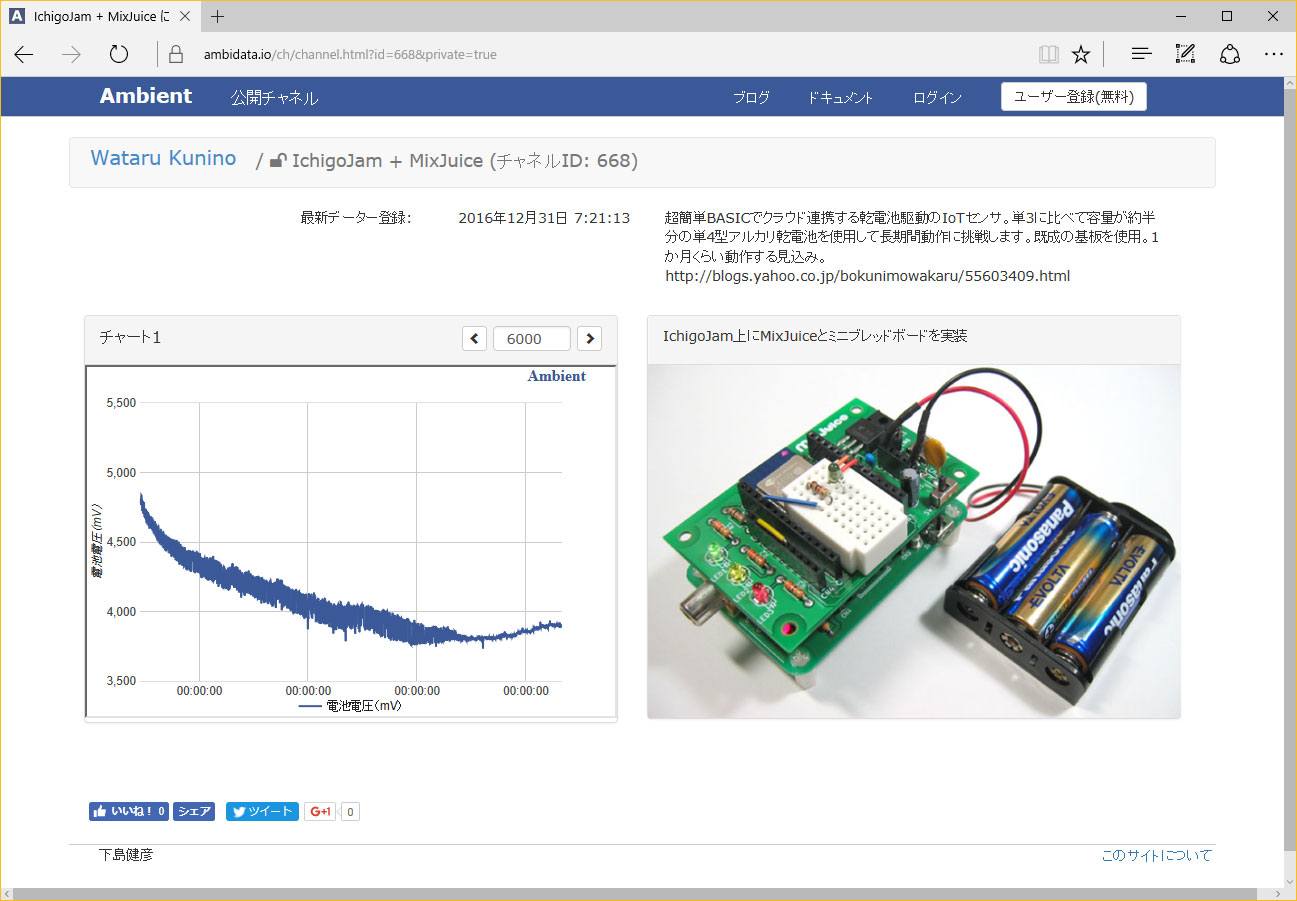 IchigoJam + MixJuice に
ambidata.io/ch/channel.html?id=668&private=true
Ambient 公開チャネル ブログ ドキュメント ログイン ユーザー登録(無料)
Wataru Kunino / IchigoJam + MixJuice (チャネルID: 668)
最新データー登録: 2016年12月31日 7:21:13
超簡単BASICでクラウド連携する乾電池駆動のIoTセンサ。単3に比べて容量が約半
分の単4型アルカリ乾電池を使用して長期間動作に挑戦します。既成の基板を使用。1
か月くらい動作する見込み。
http://blogs.yahoo.co.jp/bokunimowakaru/55603409.html
チャート1
6000
Ambient
5,500
5,000
4,500
4,000
3,500
電池電圧(mV)
00:00:00 00:00:00 00:00:00 00:00:00
電池電圧(mV)
IchigoJam上にMixJuiceとミニブレッドボードを実装
MixJuice
LED1
LED2
LED3
CN4
EVOLTA
Panasonic
EVOLTA
EVOLTA
Panasonic
いいね！ 0 シェア ツイート G+1 0
下島健彦
このサイトについて